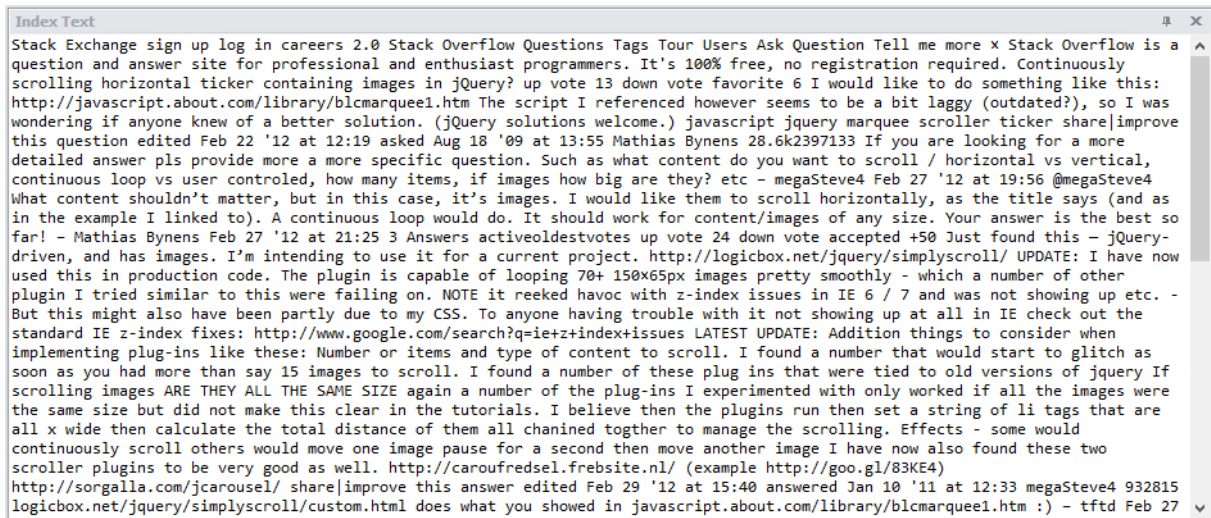 Index Text
Stack Exchange sign up log in careers 2.0 Stack Overflow Questions Tags Tour Users Ask Question Tell me more × Stack Overflow is a
question and answer site for professional and enthusiast programmers. It's 100% free, no registration required. Continuously
scrolling horizontal ticker containing images in jQuery? up vote 13 down vote favorite 6 I would like to do something like this:
http://javascript.about.com/library/blcmarquee1.htm The script I referenced however seems to be a bit laggy (outdated?), so I was
wondering if anyone knew of a better solution. (jQuery solutions welcome.) javascript jquery marquee scroller ticker share|improve
this question edited Feb 22 '12 at 12:19 asked Aug 18 '09 at 13:55 Mathias Bynens 28.6k2397133 If you are looking for a more
detailed answer pls provide more a more specific question. Such as what content do you want to scroll / horizontal vs vertical,
continuous loop vs user controled, how many items, if images how big are they? etc – megaSteve4 Feb 27 '12 at 19:56 @megaSteve4
What content shouldn’t matter, but in this case, it’s images. I would like them to scroll horizontally, as the title says (and as
in the example I linked to). A continuous loop would do. It should work for content/images of any size. Your answer is the best so
far! – Mathias Bynens Feb 27 '12 at 21:25 3 Answers activeoldestvotes up vote 24 down vote accepted +50 Just found this — jQuery-
driven, and has images. I’m intending to use it for a current project. http://logicbox.net/jquery/simplyscroll/ UPDATE: I have now
used this in production code. The plugin is capable of looping 70+ 150×65px images pretty smoothly - which a number of other
plugin I tried similar to this were failing on. NOTE it reeked havoc with z-index issues in IE 6 / 7 and was not showing up etc. -
But this might also have been partly due to my CSS. To anyone having trouble with it not showing up at all in IE check out the
standard IE z-index fixes: http://www.google.com/search?q=ie+z+index+issues LATEST UPDATE: Addition things to consider when
implementing plug-ins like these: Number or items and type of content to scroll. I found a number that would start to glitch as
soon as you had more than say 15 images to scroll. I found a number of these plug ins that were tied to old versions of jquery If
scrolling images ARE THEY ALL THE SAME SIZE again a number of the plug-ins I experimented with only worked if all the images were
the same size but did not make this clear in the tutorials. I believe then the plugins run then set a string of li tags that are
all x wide then calculate the total distance of them all chanined togther to manage the scrolling. Effects - some would
continuously scroll others would move one image pause for a second then move another image I have now also found these two
scroller plugins to be very good as well. http://caroufredsel.frebsite.nl/ (example http://goo.gl/83KE4)
http://sorgalla.com/jcarousel/ share|improve this answer edited Feb 29 '12 at 15:40 answered Jan 10 '11 at 12:33 megaSteve4 932815
logicbox.net/jquery/simplyscroll/custom.html does what you showed in javascript.about.com/library/blcmarquee1.htm :) – tftd Feb 27